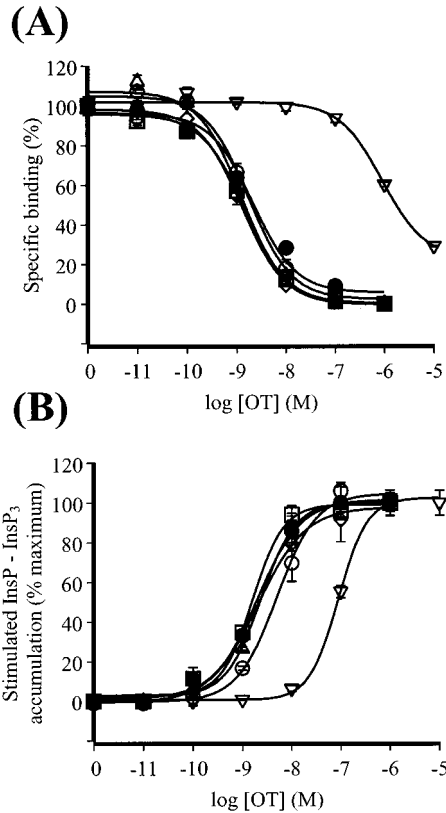 (A)
120
100
80
60
40
20
0
Specific binding (%)
0 -11 -10 -9 -8 -7 -6 -5
log [OT] (M)
(B)
120
100
80
60
40
20
0
Stimulated InsP - InsP3
accumulation (% maximum)
0 -11 -10 -9 -8 -7 -6 -5
log [OT] (M)